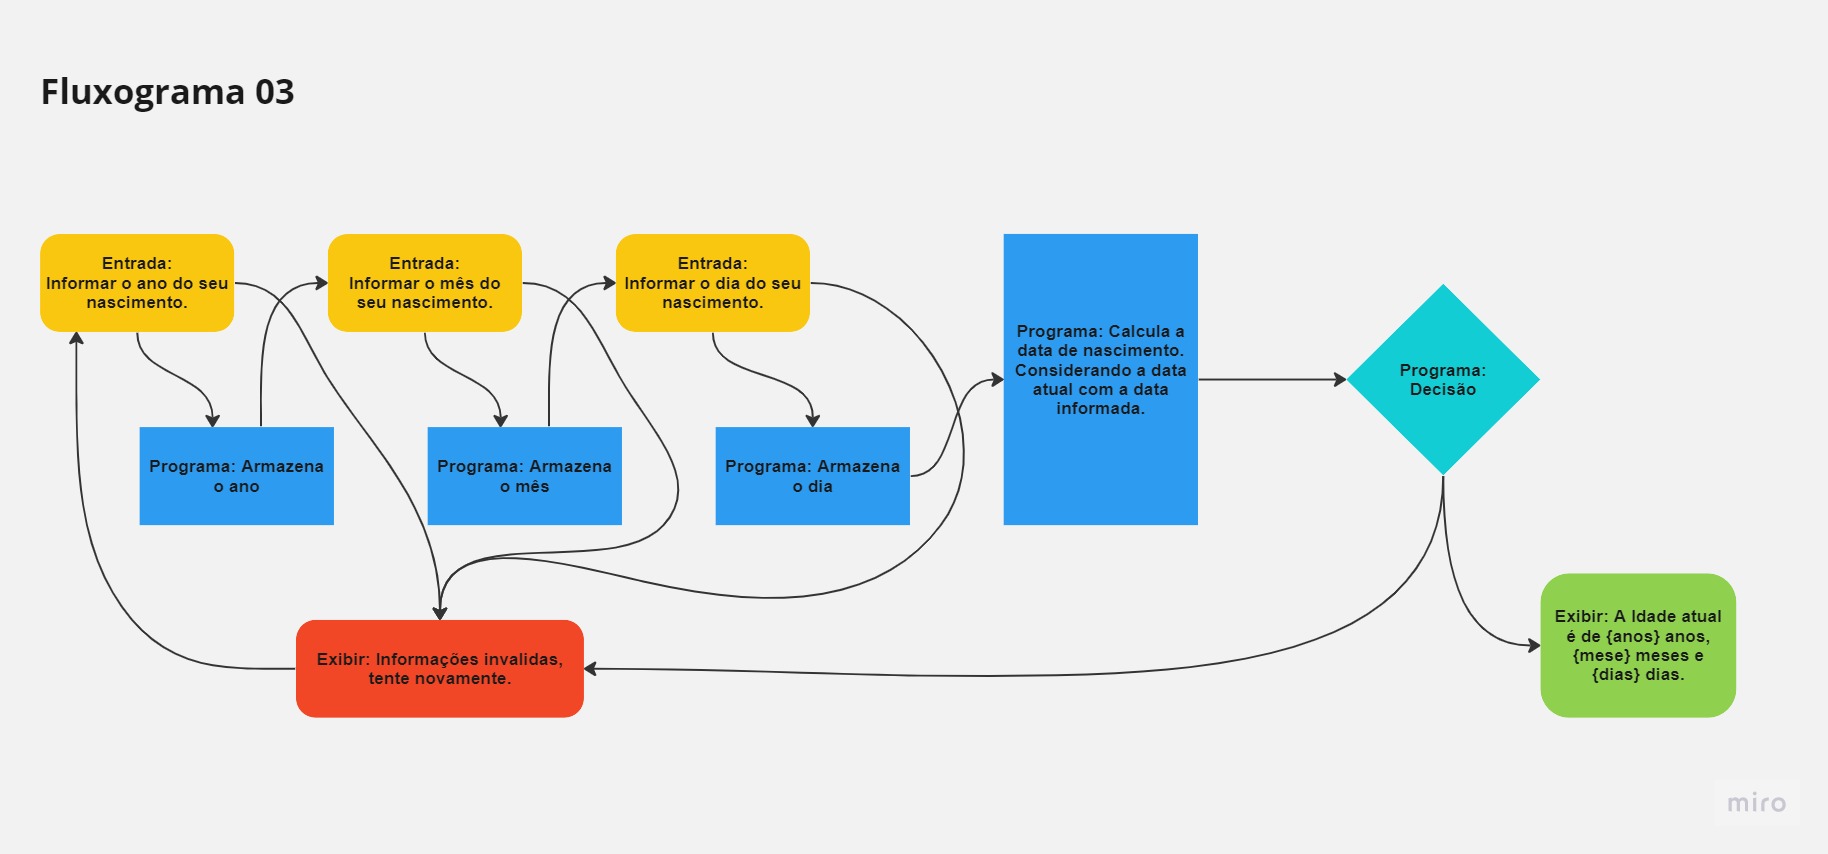 Fluxograma 03
Entrada:
Informar o ano do seu
nascimento.
Entrada:
Informar o mês do
seu nascimento.
Entrada:
Informar o dia do seu
nascimento.
Programa: Armazena
o ano
Programa: Armazena
o mês
Programa: Armazena
o dia
Programa: Calcula a
data de nascimento.
Considerando a data
atual com a data
informada.
Programa:
Decisão
Exibir: Informações invalidas,
tente novamente.
Exibir: A Idade atual
é de {anos} anos,
{mese} meses e
{dias} dias.
miro